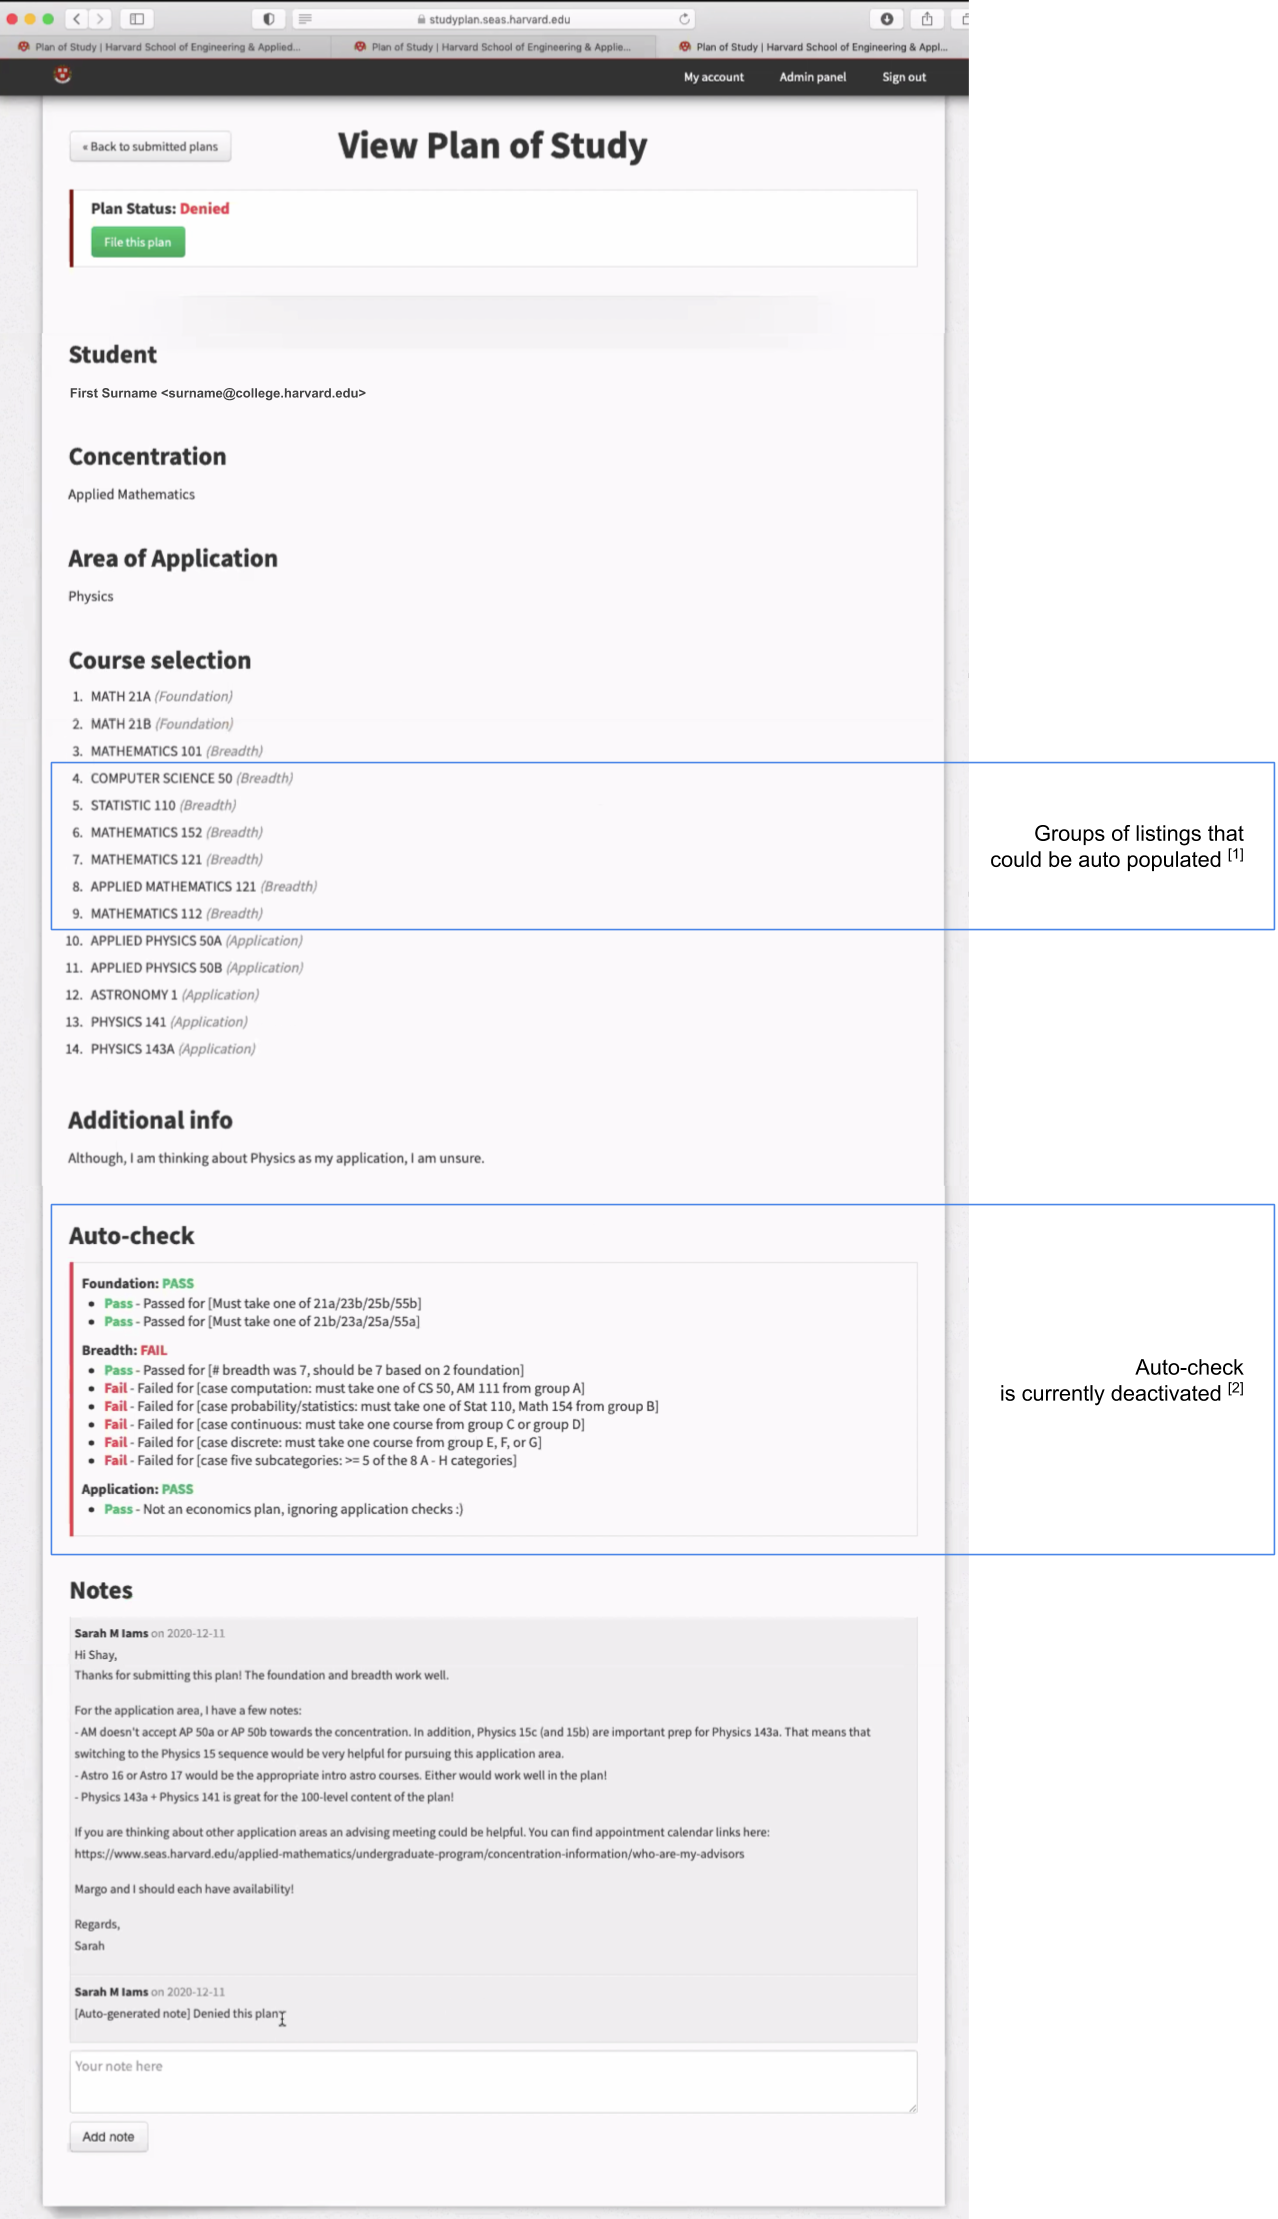 studyplan.seas.harvard.edu
Plan of Study | Harvard School of Engineering & Applied...
Plan of Study | Harvard School of Engineering & Applie...
Plan of Study | Harvard School of Engineering & Appl...
My account
Admin panel
Sign out
« Back to submitted plans
View Plan of Study
Plan Status: Denied
File this plan
Student
First Surname <surname@college.harvard.edu>
Concentration
Applied Mathematics
Area of Application
Physics
Course selection
1. MATH 21A (Foundation)
2. MATH 21B (Foundation)
3. MATHEMATICS 101 (Breadth)
4. COMPUTER SCIENCE 50 (Breadth)
5. STATISTIC 110 (Breadth)
6. MATHEMATICS 152 (Breadth)
7. MATHEMATICS 121 (Breadth)
8. APPLIED MATHEMATICS 121 (Breadth)
9. MATHEMATICS 112 (Breadth)
Groups of listings that
could be auto populated [1]
10. APPLIED PHYSICS 50A (Application)
11. APPLIED PHYSICS 50B (Application)
12. ASTRONOMY 1 (Application)
13. PHYSICS 141 (Application)
14. PHYSICS 143A (Application)
Additional info
Although, I am thinking about Physics as my application, I am unsure.
Auto-check
Foundation: PASS
• Pass - Passed for [Must take one of 21a/23b/25b/55b]
• Pass - Passed for [Must take one of 21b/23a/25a/55a]
Breadth: FAIL
• Pass - Passed for [# breadth was 7, should be 7 based on 2 foundation]
• Fail - Failed for [case computation: must take one of CS 50, AM 111 from group A]
• Fail - Failed for [case probability/statistics: must take one of Stat 110, Math 154 from group B]
• Fail - Failed for [case continuous: must take one course from group C or group D]
• Fail - Failed for [case discrete: must take one course from group E, F, or G]
• Fail - Failed for [case five subcategories: >= 5 of the 8 A - H categories]
Application: PASS
• Pass - Not an economics plan, ignoring application checks :)
Auto-check
is currently deactivated [2]
Notes
Sarah M Iams on 2020-12-11
Hi Shay,
Thanks for submitting this plan! The foundation and breadth work well.
For the application area, I have a few notes:
- AM doesn't accept AP 50a or AP 50b towards the concentration. In addition, Physics 15c (and 15b) are important prep for Physics 143a. That means that
switching to the Physics 15 sequence would be very helpful for pursuing this application area.
- Astro 16 or Astro 17 would be the appropriate intro astro courses. Either would work well in the plan!
- Physics 143a + Physics 141 is great for the 100-level content of the plan!
If you are thinking about other application areas an advising meeting could be helpful. You can find appointment calendar links here:
https://www.seas.harvard.edu/applied-mathematics/undergraduate-program/concentration-information/who-are-my-advisors
Margo and I should each have availability!
Regards,
Sarah
Sarah M Iams on 2020-12-11
[Auto-generated note] Denied this plan
Your note here
Add note